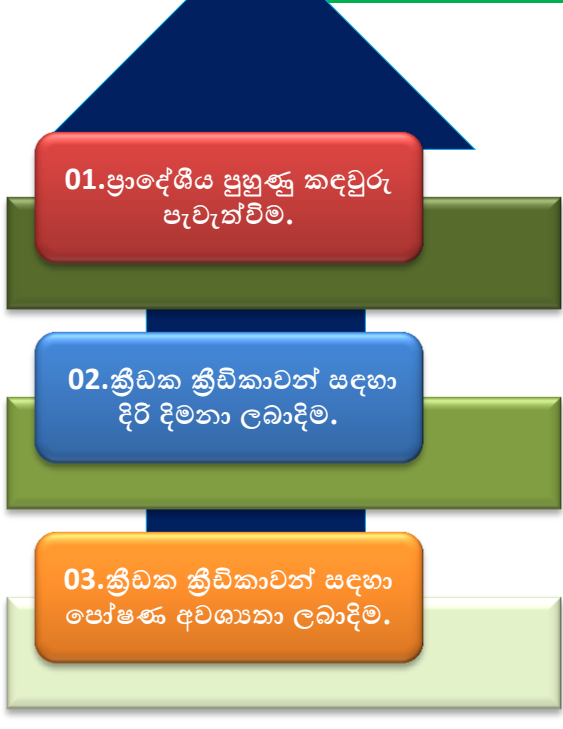 01.ප්‍රාදේශීය පුහුණු කඳවුරු
පැවැත්විම.
02.ක්‍රීඩක ක්‍රීඩිකාවන් සඳහා
දිරි දිමනා ලබාදිම.
03.ක්‍රීඩක ක්‍රීඩිකාවන් සඳහා
පෝෂණ අවශ්‍යතා ලබාදිම.